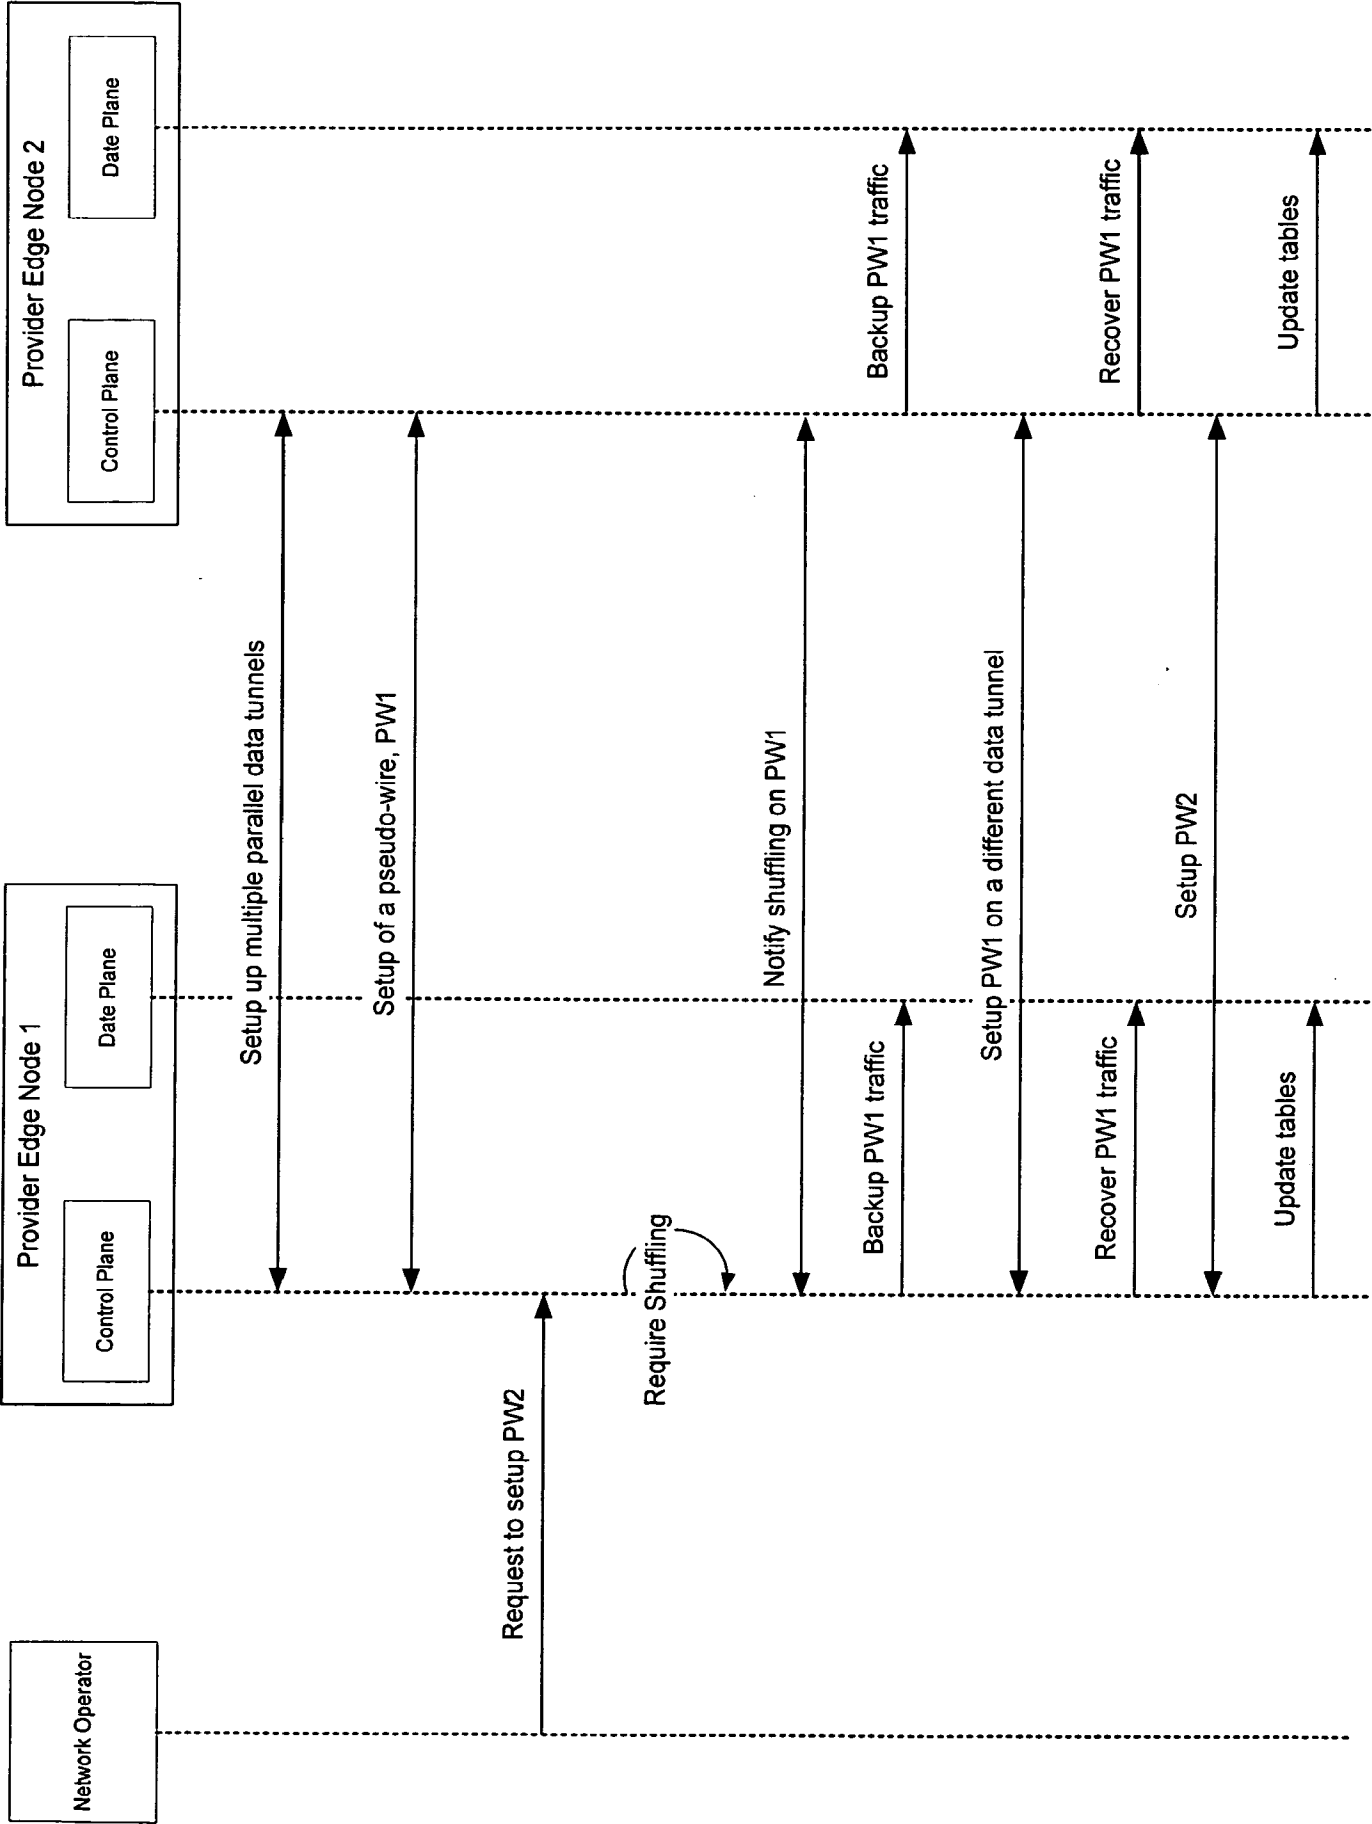 Network Operator
Provider Edge Node 1
Control Plane
Date Plane
Provider Edge Node 2
Control Plane
Date Plane
Setup up multiple parallel data tunnels
Setup of a pseudo-wire, PW1
Request to setup PW2
Require Shuffling
Notify shuffling on PW1
Backup PW1 traffic
Backup PW1 traffic
Setup PW1 on a different data tunnel
Recover PW1 traffic
Recover PW1 traffic
Setup PW2
Update tables
Update tables